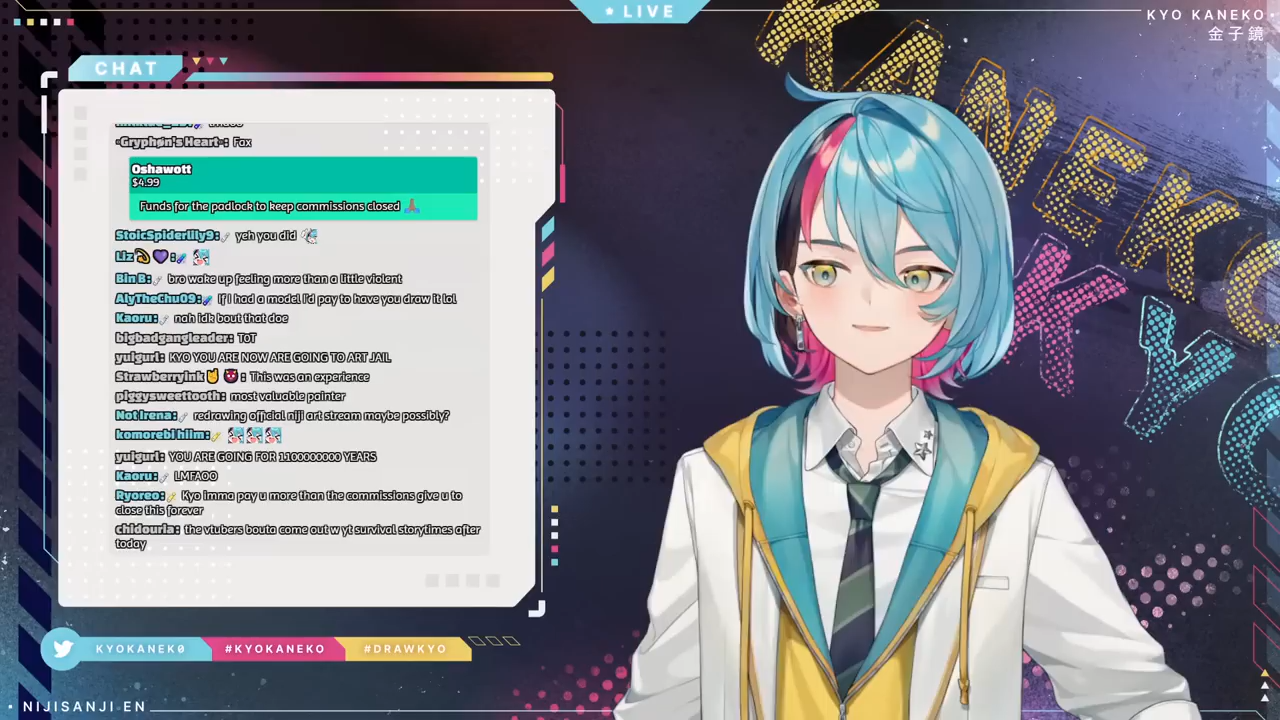 LIVE
KYO KANEKO
金子鏡
CHAT
-Gryphøn's Heart-: Fax
Oshawott
$4.99
Funds for the padlock to keep commissions closed 🙏
StoicSpiderlily9: yeh you did
Liz
Bin B: bro wake up feeling more than a little violent
AlyTheChu09: If I had a model I'd pay to have you draw it lol
Kaoru: nah idk bout that doe
bigbadgangleader: TOT
yuigurl: KYO YOU ARE NOW ARE GOING TO ART JAIL
StrawberryInk: This was an experience
piggysweettooth: most valuable painter
Not Irena: redrawing official niji art stream maybe possibly?
komorebi hiim:
yuigurl: YOU ARE GOING FOR 1100000000 YEARS
Kaoru: LMFAOO
Ryoreo: Kyo imma pay u more than the commissions give u to
close this forever
chidouria: the vtubers bouta come out w yt survival storytimes after
today
KANEKO
KYO
KYOKANEK0
#KYOKANEKO
#DRAWKYO
NIJISANJI EN